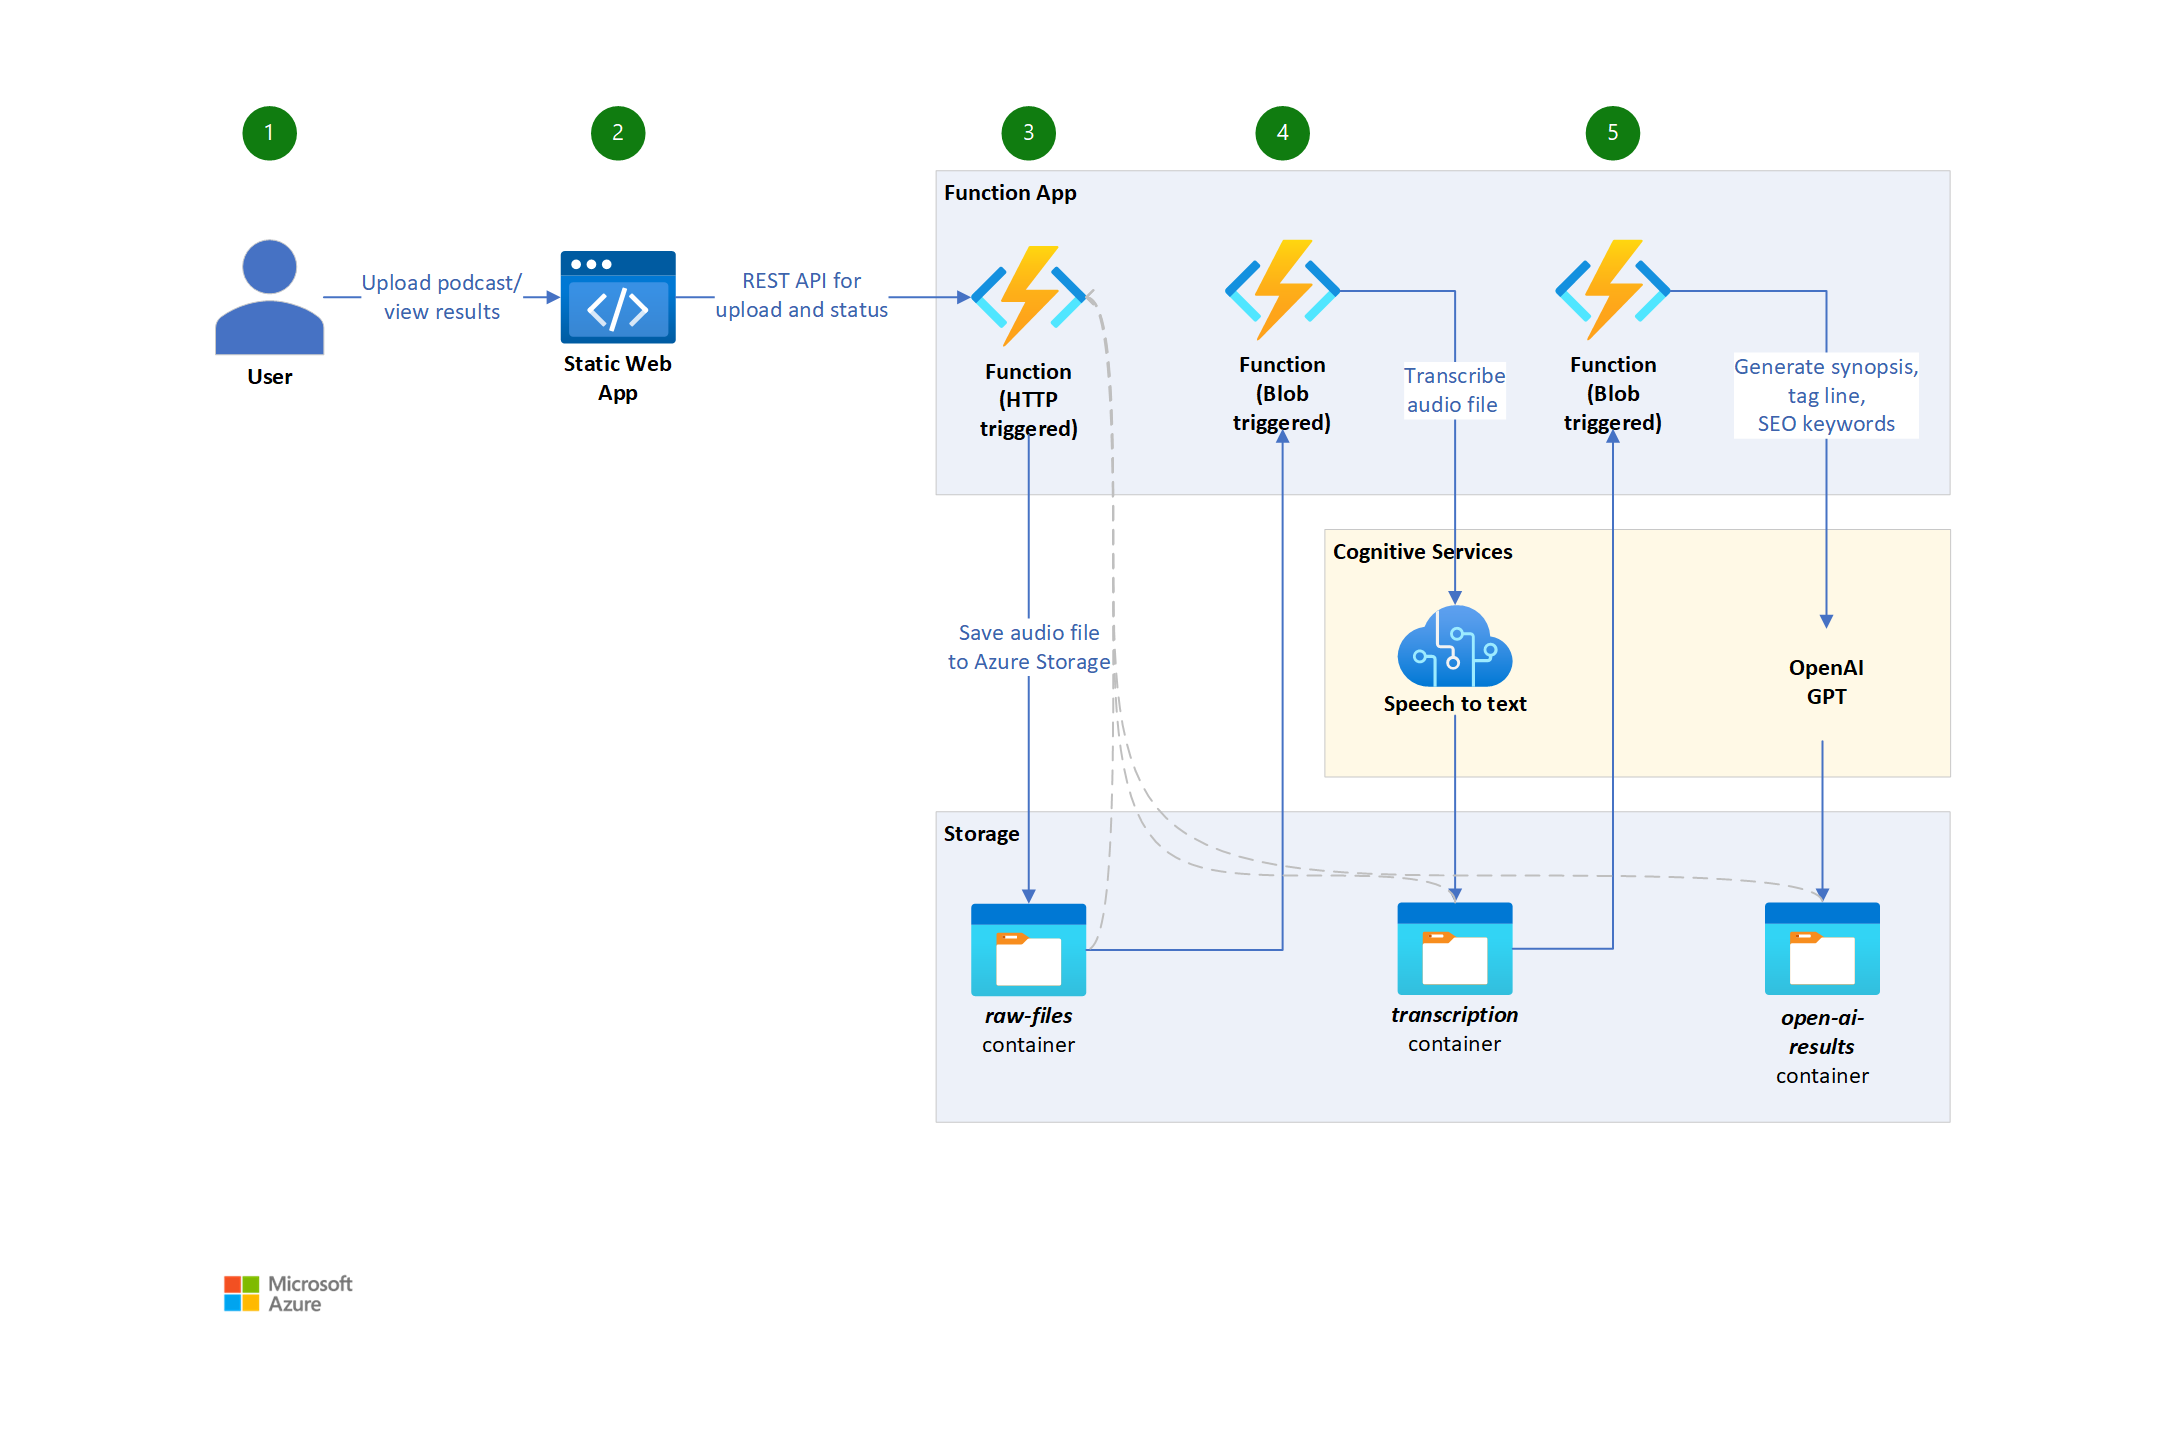 1
2
3
4
5
Function App
User
Upload podcast/
view results
Static Web
App
REST API for
upload and status
Function
(HTTP
triggered)
Function
(Blob
triggered)
Transcribe
audio file
Function
(Blob
triggered)
Generate synopsis,
tag line,
SEO keywords
Save audio file
to Azure Storage
Cognitive Services
Speech to text
OpenAI
GPT
Storage
raw-files
container
transcription
container
open-ai-
results
container
Microsoft
Azure